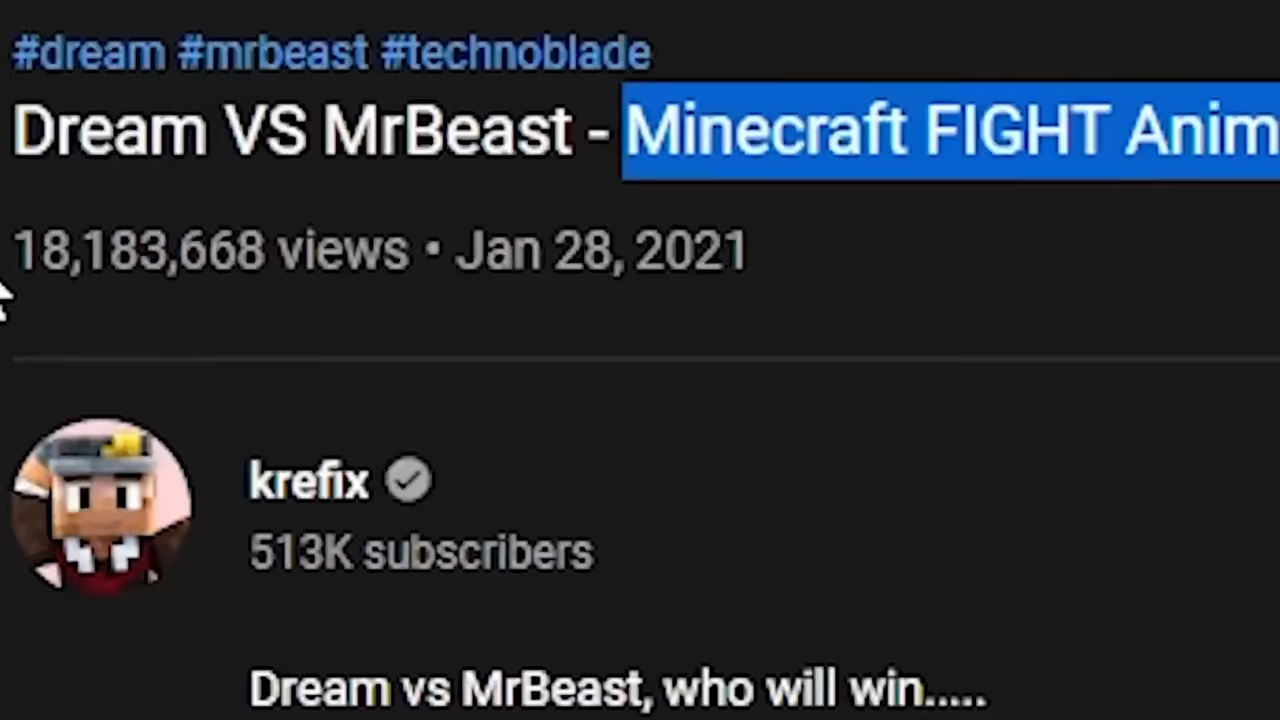 #dream #mrbeast #technoblade
Dream VS MrBeast - Minecraft FIGHT Anim
18,183,668 views • Jan 28, 2021
krefix
513K subscribers
Dream vs MrBeast, who will win.....